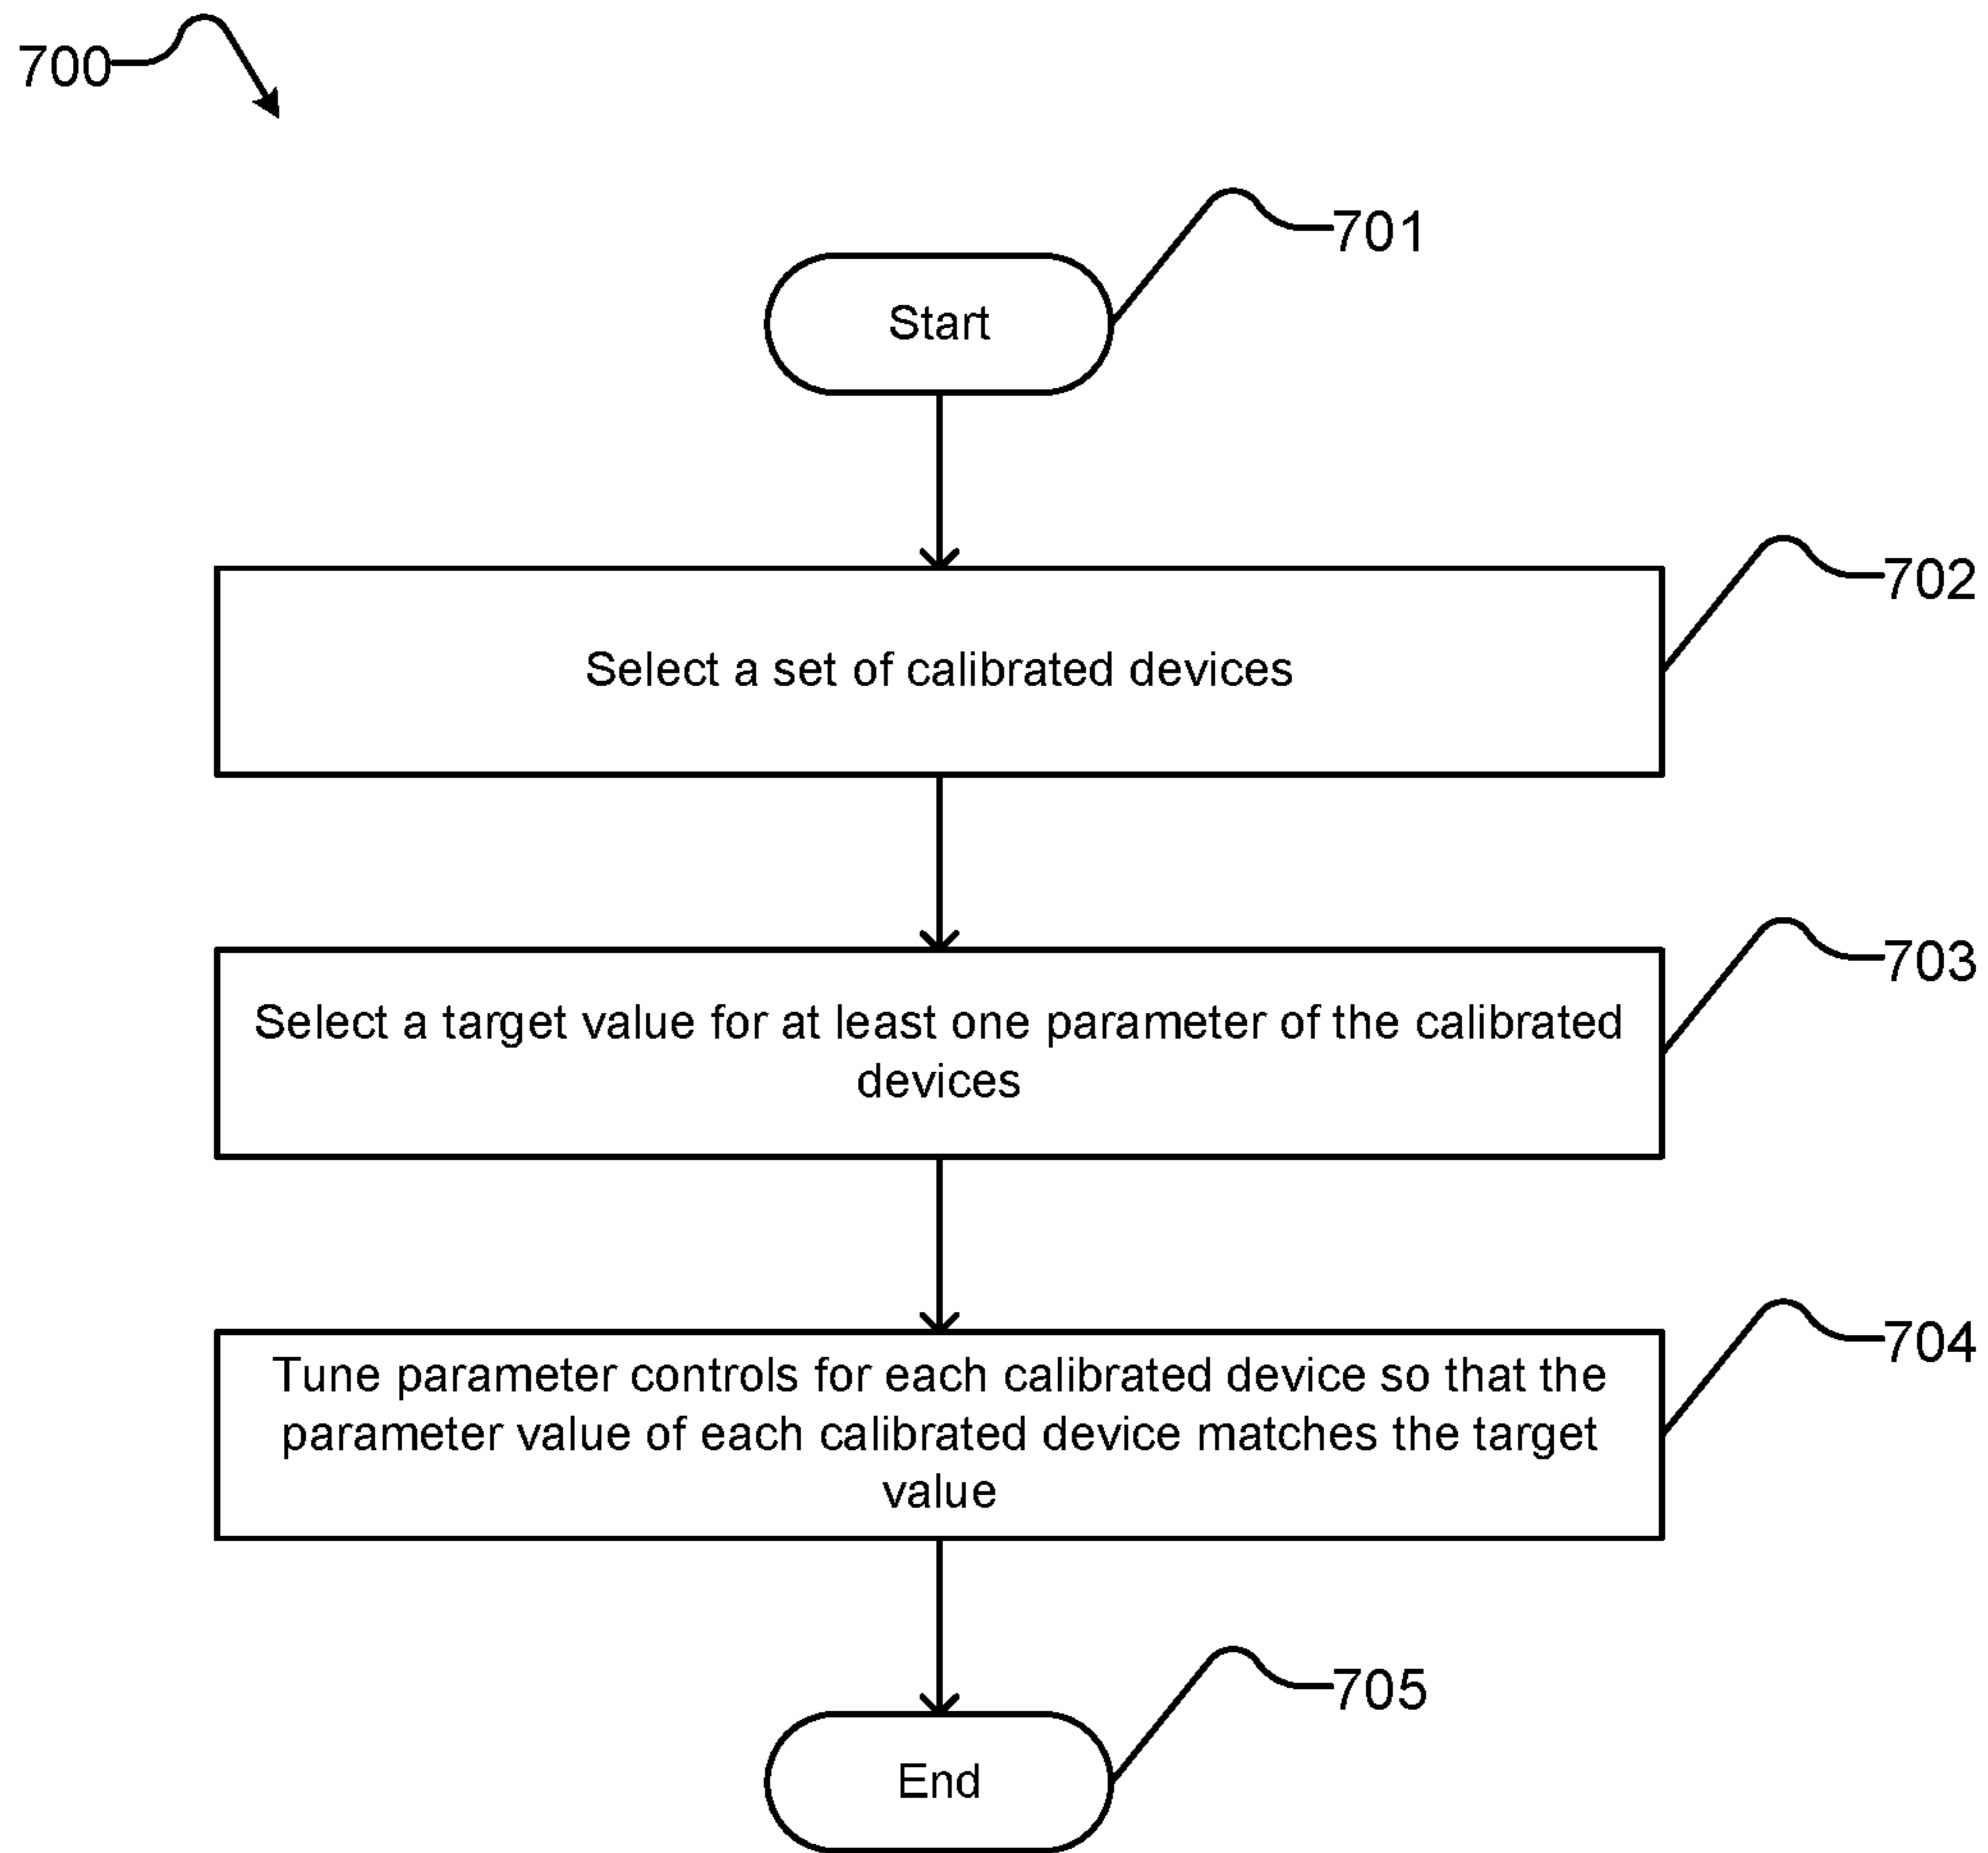 700
701
Start
702
Select a set of calibrated devices
703
Select a target value for at least one parameter of the calibrated
devices
704
Tune parameter controls for each calibrated device so that the
parameter value of each calibrated device matches the target
value
705
End